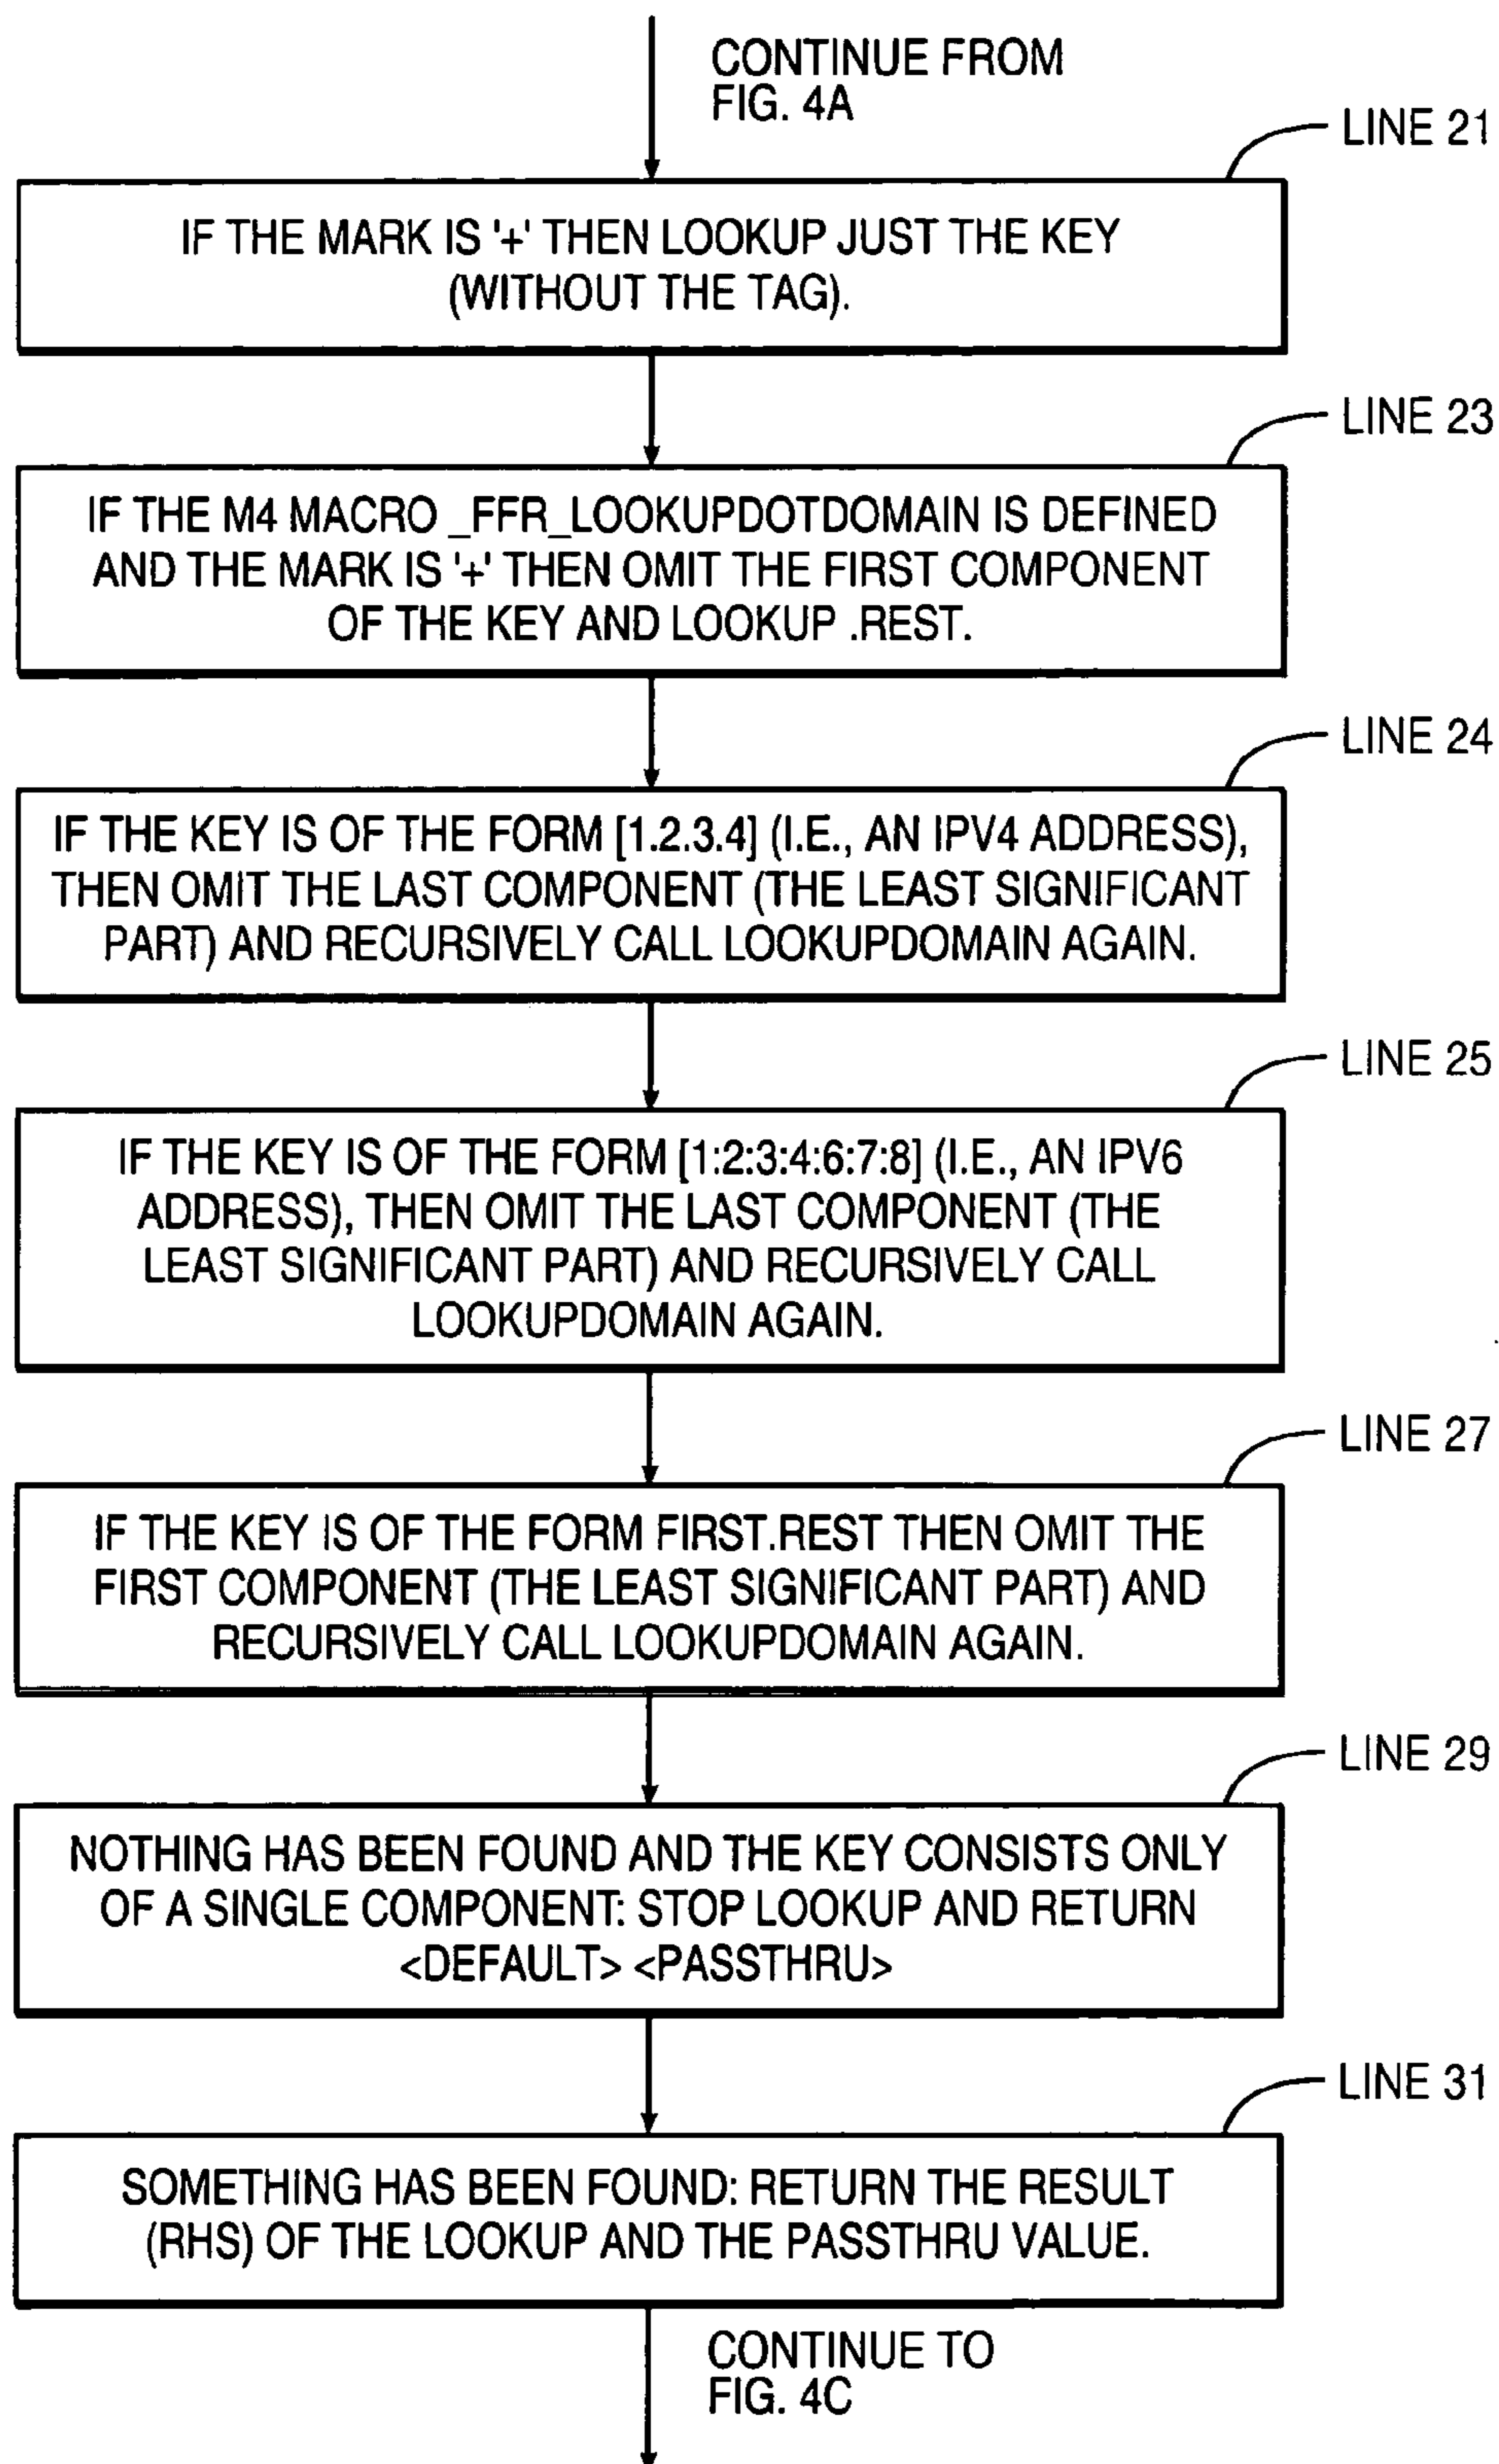 CONTINUE FROM
FIG. 4A
LINE 21
IF THE MARK IS '+' THEN LOOKUP JUST THE KEY
(WITHOUT THE TAG).
LINE 23
IF THE M4 MACRO _FFR_LOOKUPDOTDOMAIN IS DEFINED
AND THE MARK IS '+' THEN OMIT THE FIRST COMPONENT
OF THE KEY AND LOOKUP .REST.
LINE 24
IF THE KEY IS OF THE FORM [1.2.3.4] (I.E., AN IPV4 ADDRESS),
THEN OMIT THE LAST COMPONENT (THE LEAST SIGNIFICANT
PART) AND RECURSIVELY CALL LOOKUPDOMAIN AGAIN.
LINE 25
IF THE KEY IS OF THE FORM [1:2:3:4:6:7:8] (I.E., AN IPV6
ADDRESS), THEN OMIT THE LAST COMPONENT (THE
LEAST SIGNIFICANT PART) AND RECURSIVELY CALL
LOOKUPDOMAIN AGAIN.
LINE 27
IF THE KEY IS OF THE FORM FIRST.REST THEN OMIT THE
FIRST COMPONENT (THE LEAST SIGNIFICANT PART) AND
RECURSIVELY CALL LOOKUPDOMAIN AGAIN.
LINE 29
NOTHING HAS BEEN FOUND AND THE KEY CONSISTS ONLY
OF A SINGLE COMPONENT: STOP LOOKUP AND RETURN
<DEFAULT> <PASSTHRU>
LINE 31
SOMETHING HAS BEEN FOUND: RETURN THE RESULT
(RHS) OF THE LOOKUP AND THE PASSTHRU VALUE.
CONTINUE TO
FIG. 4C